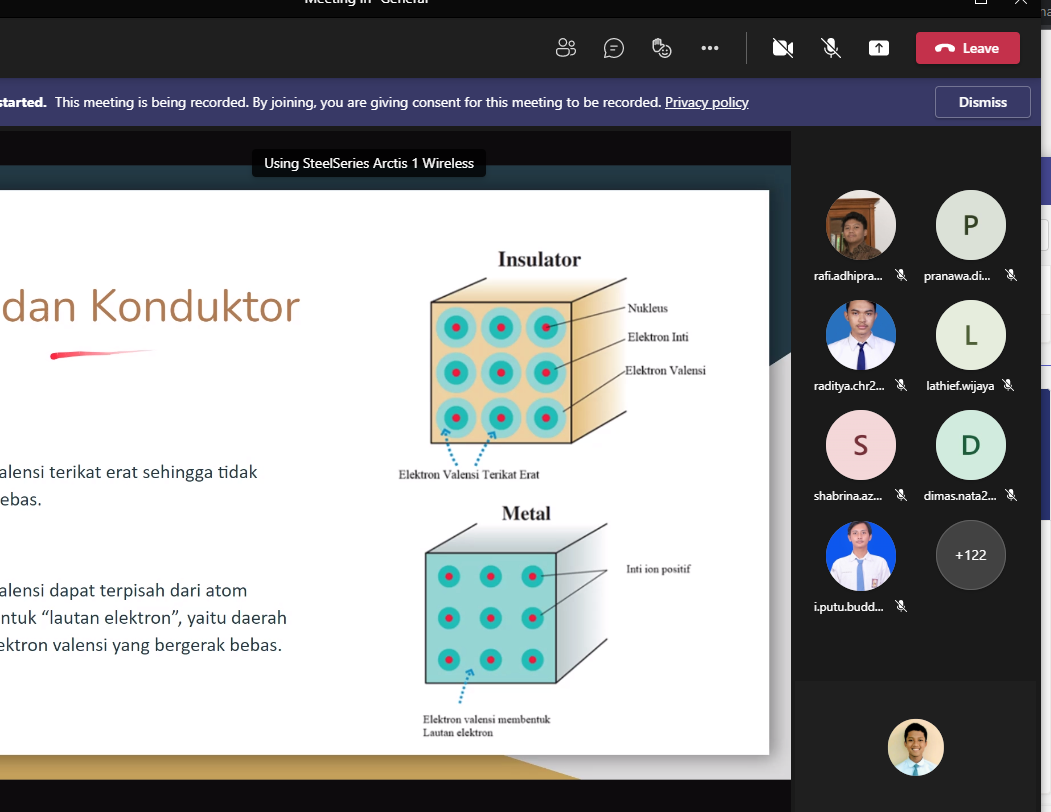 Meeting in "General"
Leave
started. This meeting is being recorded. By joining, you are giving consent for this meeting to be recorded. Privacy policy
Dismiss
Using SteelSeries Arctis 1 Wireless
dan Konduktor
alensi terikat erat sehingga tidak
ebas.
alensi dapat terpisah dari atom
ntuk “lautan elektron”, yaitu daerah
ektron valensi yang bergerak bebas.
Insulator
Nukleus
Elektron Inti
Elektron Valensi
Elektron Valensi Terikat Erat
Metal
Inti ion positif
Elektron valensi membentuk
Lautan elektron
rafi.adhipra...
P
pranawa.di...
raditya.chr2...
L
lathief.wijaya
S
shabrina.az...
D
dimas.nata2...
i.putu.budd...
+122